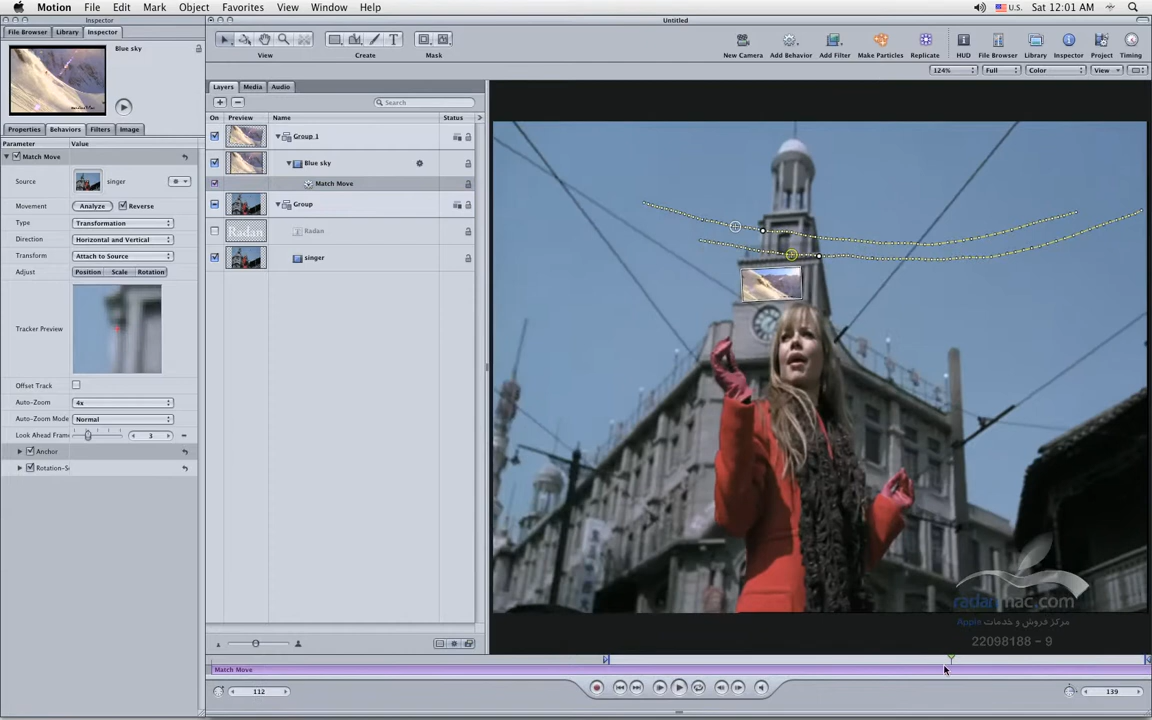 Motion File Edit Mark Object Favorites View Window Help
U.S. Sat 12:01 AM
Inspector
Untitled
File Browser Library Inspector
Blue sky
View Create Mask
New Camera Add Behavior Add Filter Make Particles Replicate HUD File Browser Library Inspector Project Timing
124% Full Color View
Layers Media Audio
Search
On Preview Name Status
Properties Behaviors Filters Image
Parameter Value
Match Move
Source singer
Movement Analyze Reverse
Type Transformation
Direction Horizontal and Vertical
Transform Attach to Source
Adjust Position Scale Rotation
Tracker Preview
Offset Track
Auto-Zoom 4x
Auto-Zoom Mode Normal
Look Ahead Fram 3
Anchor
Rotation-S
Group 1
Blue sky
Match Move
Group
Radan Radan
singer
radanmac.com
مرکز فروش و خدمات Apple
22098188 - 9
Match Move
112
139